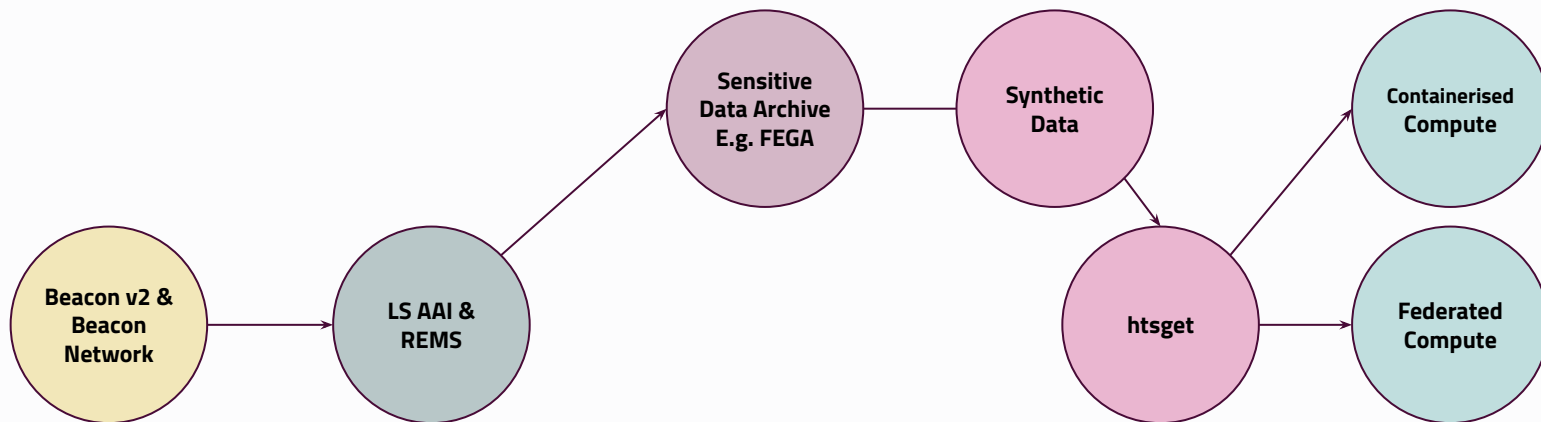 Sensitive
Data Archive
E.g. FEGA
Synthetic
Data
Containerised
Compute
Beacon v2 &
Beacon
Network
LS AAI &
REMS
htsget
Federated
Compute